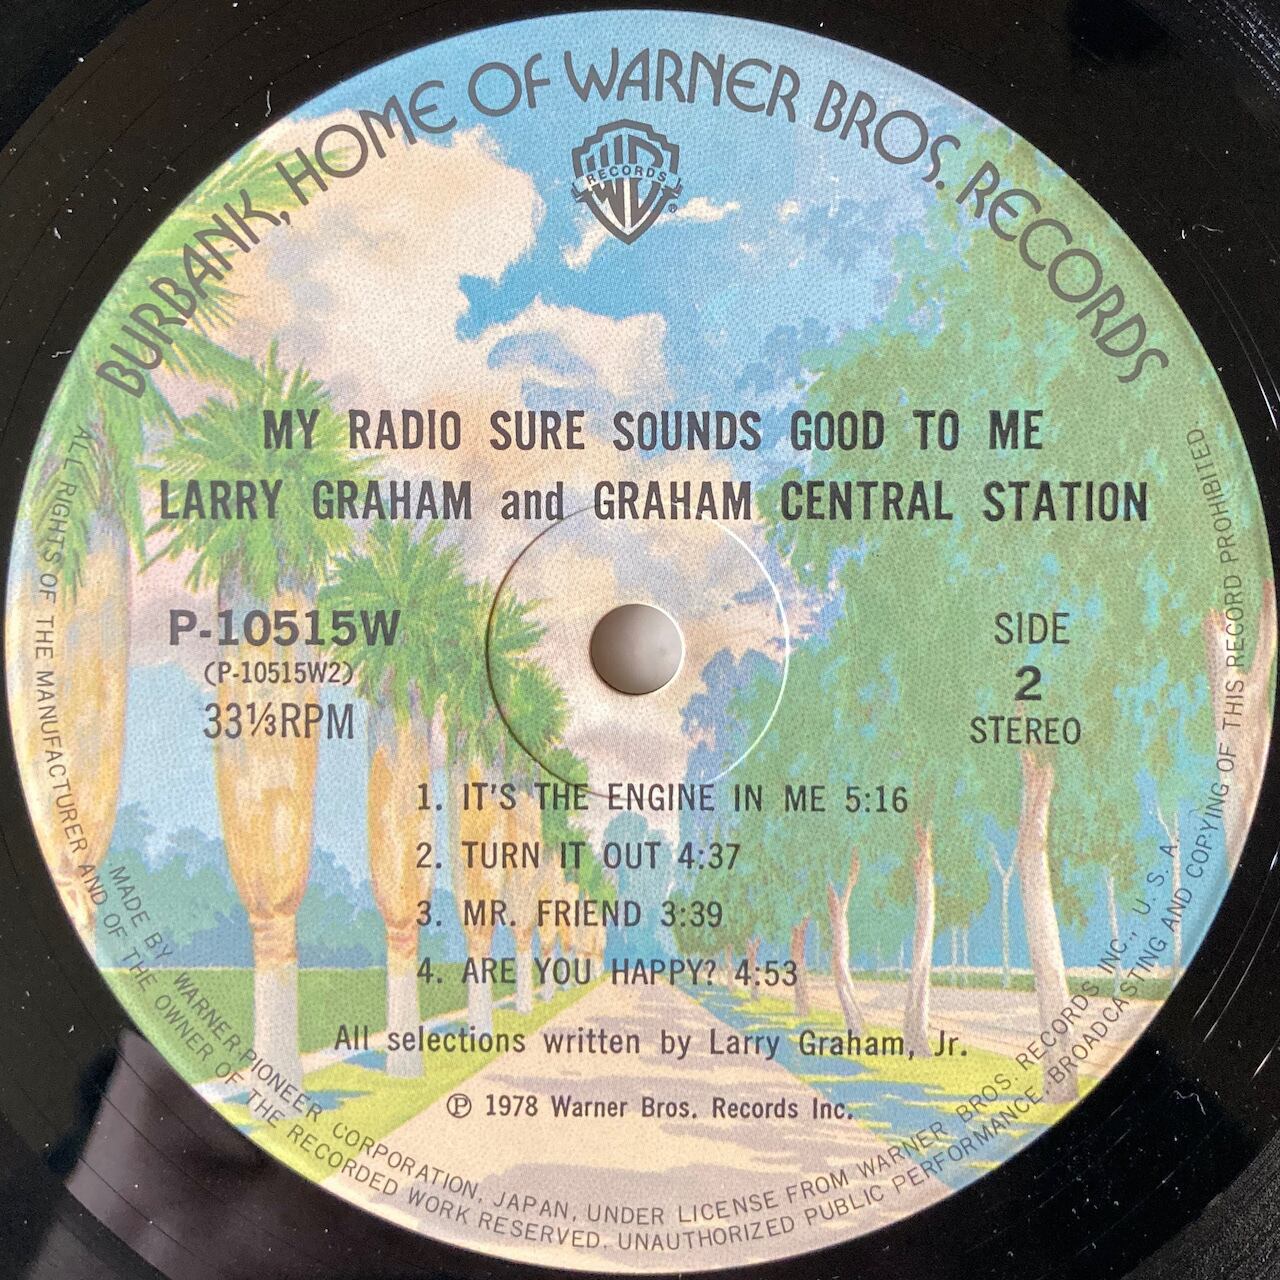 BURBANK, HOME OF WARNER BROS. RECORDS
WB
RECORDS
®
MY RADIO SURE SOUNDS GOOD TO ME
LARRY GRAHAM and GRAHAM CENTRAL STATION
P-10515W
(P-10515W2)
33⅓RPM
SIDE
2
STEREO
1. IT'S THE ENGINE IN ME 5:16
2. TURN IT OUT 4:37
3. MR. FRIEND 3:39
4. ARE YOU HAPPY? 4:53
All selections written by Larry Graham, Jr.
℗ 1978 Warner Bros. Records Inc.
MADE BY WARNER-PIONEER CORPORATION, JAPAN, UNDER LICENSE FROM WARNER BROS. RECORDS INC., U. S. A.
ALL RIGHTS OF THE MANUFACTURER AND OF THE OWNER OF THE RECORDED WORK RESERVED. UNAUTHORIZED PUBLIC PERFORMANCE. BROADCASTING AND COPYING OF THIS RECORD PROHIBITED